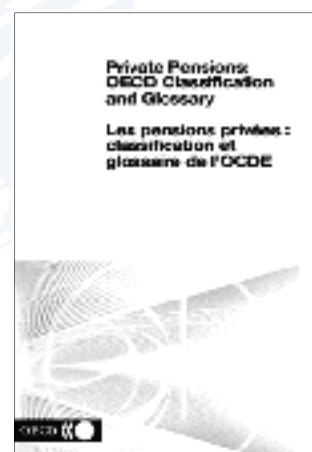 Private Pensions:
OECD Classification
and Glossary
Les pensions privées :
classification et
glossaire de l'OCDE
OECD